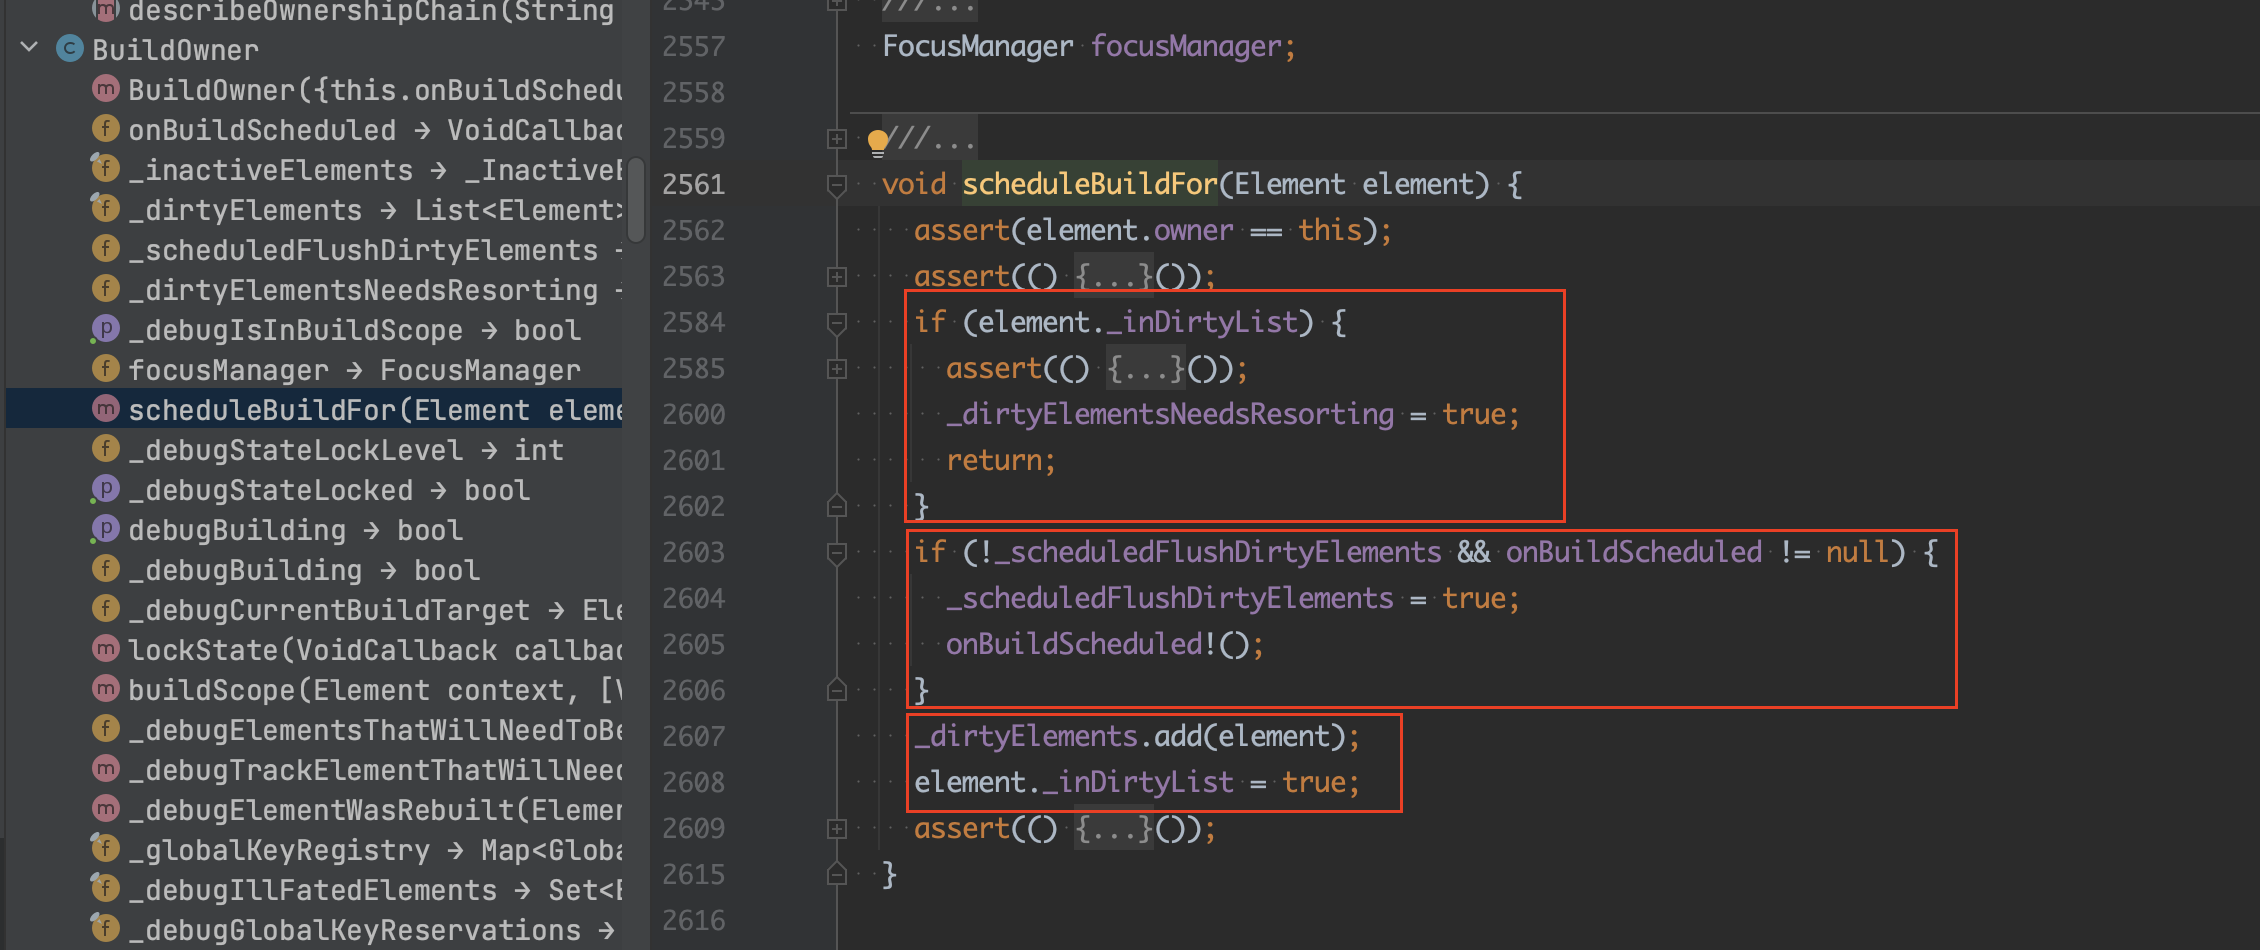 describeOwnershipChain(String
BuildOwner
BuildOwner({this.onBuildSchedu
onBuildScheduled → VoidCallbac
_inactiveElements → _InactiveE
_dirtyElements → List<Element>
_scheduledFlushDirtyElements →
_dirtyElementsNeedsResorting →
_debugIsInBuildScope → bool
focusManager → FocusManager
scheduleBuildFor(Element eleme
_debugStateLockLevel → int
_debugStateLocked → bool
debugBuilding → bool
_debugBuilding → bool
_debugCurrentBuildTarget → Ele
lockState(VoidCallback callbac
buildScope(Element context, [V
_debugElementsThatWillNeedToBe
_debugTrackElementThatWillNeed
_debugElementWasRebuilt(Elemen
_globalKeyRegistry → Map<Globa
_debugIllFatedElements → Set<E
_debugGlobalKeyReservations →
2545 ///...
2557 FocusManager focusManager;
2558
2559 ///...
2561 void scheduleBuildFor(Element element) {
2562 assert(element.owner == this);
2563 assert(() {...}());
2584 if (element._inDirtyList) {
2585 assert(() {...}());
2600 _dirtyElementsNeedsResorting = true;
2601 return;
2602 }
2603 if (!_scheduledFlushDirtyElements && onBuildScheduled != null) {
2604 _scheduledFlushDirtyElements = true;
2605 onBuildScheduled!();
2606 }
2607 _dirtyElements.add(element);
2608 element._inDirtyList = true;
2609 assert(() {...}());
2615 }
2616